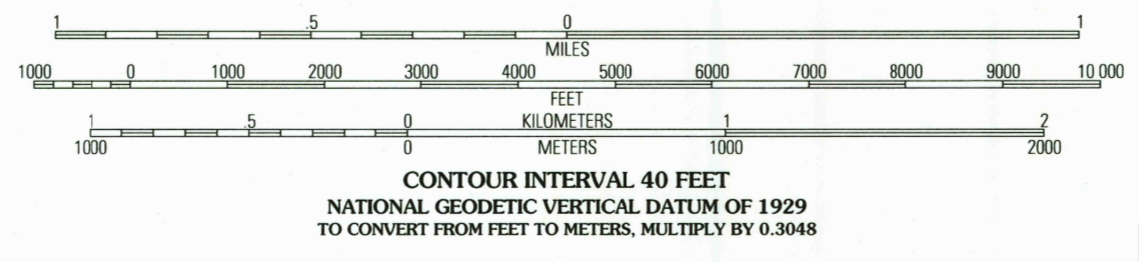 1 .5 0 1
MILES
1000 0 1000 2000 3000 4000 5000 6000 7000 8000 9000 10 000
FEET
1 .5 0 KILOMETERS 1 2
1000 0 METERS 1000 2000
CONTOUR INTERVAL 40 FEET
NATIONAL GEODETIC VERTICAL DATUM OF 1929
TO CONVERT FROM FEET TO METERS, MULTIPLY BY 0.3048